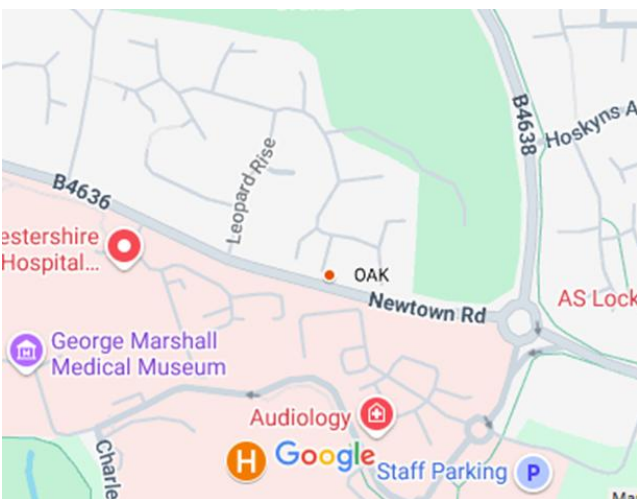 B4638
Hoskyns A
Leopard Rise
B4636
estershire
Hospital...
OAK
Newtown Rd
AS Lock
George Marshall
Medical Museum
Audiology
H
Google
Staff Parking
P
Charle